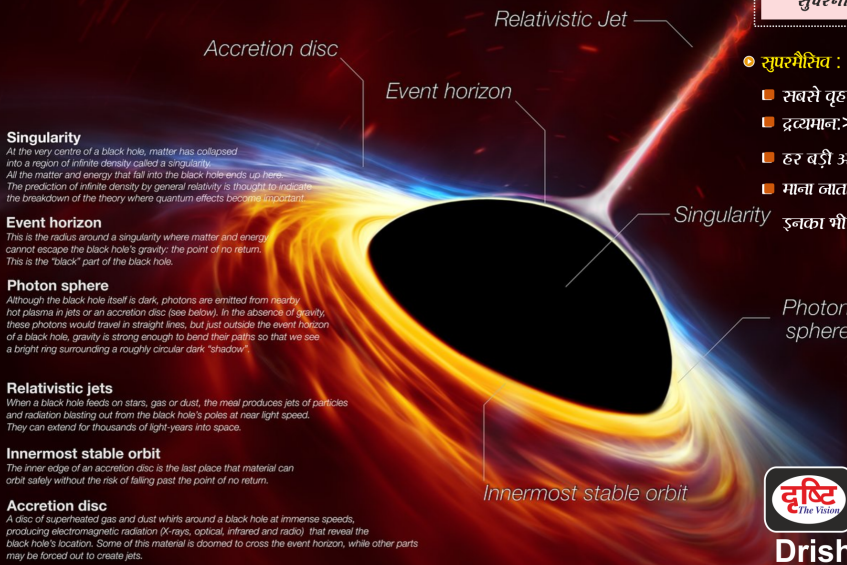 Relativistic Jet
Accretion disc
Event horizon
Singularity
At the very centre of a black hole, matter has collapsed
into a region of infinite density called a singularity.
All the matter and energy that fall into the black hole ends up here.
The prediction of infinite density by general relativity is thought to indicate
the breakdown of the theory where quantum effects become important.
Event horizon
This is the radius around a singularity where matter and energy
cannot escape the black hole's gravity: the point of no return.
This is the "black" part of the black hole.
Photon sphere
Although the black hole itself is dark, photons are emitted from nearby
hot plasma in jets or an accretion disc (see below). In the absence of gravity,
these photons would travel in straight lines, but just outside the event horizon
of a black hole, gravity is strong enough to bend their paths so that we see
a bright ring surrounding a roughly circular dark "shadow".
Relativistic jets
When a black hole feeds on stars, gas or dust, the meal produces jets of particles
and radiation blasting out from the black hole's poles at near light speed.
They can extend for thousands of light-years into space.
Innermost stable orbit
The inner edge of an accretion disc is the last place that material can
orbit safely without the risk of falling past the point of no return.
Accretion disc
A disc of superheated gas and dust whirls around a black hole at immense speeds,
producing electromagnetic radiation (X-rays, optical, infrared and radio) that reveal the
black hole's location. Some of this material is doomed to cross the event horizon, while other parts
may be forced out to create jets.
Singularity
Photon
sphere
Innermost stable orbit
सुपरमैसिव :
सबसे
द्रव्यमान:>
हर बड़ी
माना
इनका भी
दृष्टि
The Vision
Drish